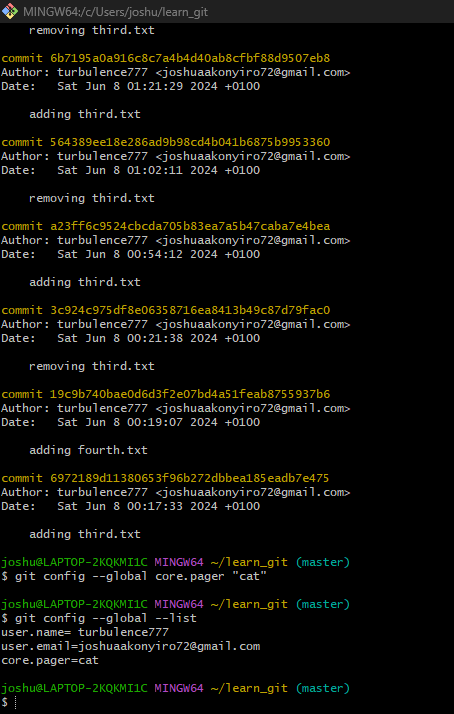 MINGW64:/c/Users/joshu/learn_git
removing third.txt
commit 6b7195a0a916c8c7a4b4d40ab8cfbf88d9507eb8
Author: turbulence777 <joshuaakonyiro72@gmail.com>
Date:   Sat Jun 8 01:21:29 2024 +0100
adding third.txt
commit 564389ee18e286ad9b98cd4b041b6875b9953360
Author: turbulence777 <joshuaakonyiro72@gmail.com>
Date:   Sat Jun 8 01:02:11 2024 +0100
removing third.txt
commit a23ff6c9524cbcda705b83ea7a5b47caba7e4bea
Author: turbulence777 <joshuaakonyiro72@gmail.com>
Date:   Sat Jun 8 00:54:12 2024 +0100
adding third.txt
commit 3c924c975df8e06358716ea8413b49c87d79fac0
Author: turbulence777 <joshuaakonyiro72@gmail.com>
Date:   Sat Jun 8 00:21:38 2024 +0100
removing third.txt
commit 19c9b740bae0d6d3f2e07bd4a51feab8755937b6
Author: turbulence777 <joshuaakonyiro72@gmail.com>
Date:   Sat Jun 8 00:19:07 2024 +0100
adding fourth.txt
commit 6972189d11380653f96b272dbbea185eadb7e475
Author: turbulence777 <joshuaakonyiro72@gmail.com>
Date:   Sat Jun 8 00:17:33 2024 +0100
adding third.txt
joshu@LAPTOP-2KQKMI1C MINGW64 ~/learn_git (master)
$ git config --global core.pager "cat"
joshu@LAPTOP-2KQKMI1C MINGW64 ~/learn_git (master)
$ git config --global --list
user.name= turbulence777
user.email=joshuaakonyiro72@gmail.com
core.pager=cat
joshu@LAPTOP-2KQKMI1C MINGW64 ~/learn_git (master)
$